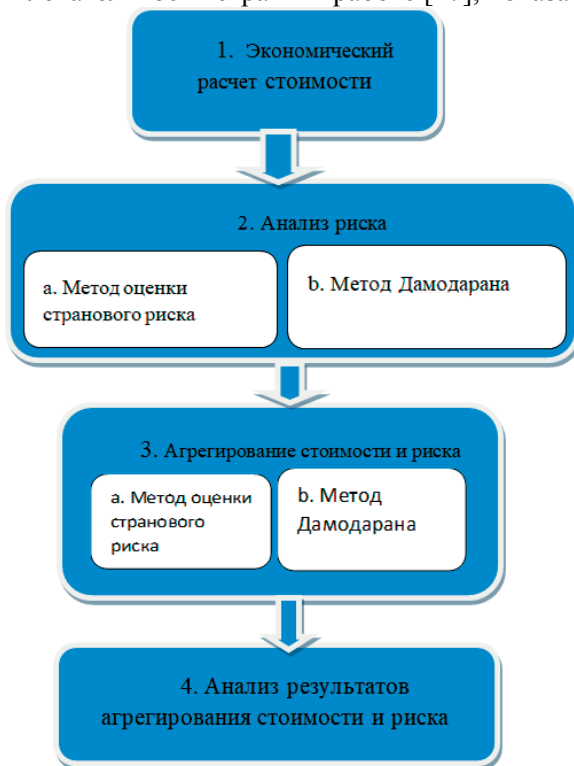 1. Экономический
расчет стоимости
2. Анализ риска
a. Метод оценки
странового риска
b. Метод Дамодарана
3. Агрегирование стоимости и риска
a. Метод оценки
странового
риска
b. Метод
Дамодарана
4. Анализ результатов
агрегирования стоимости и риска